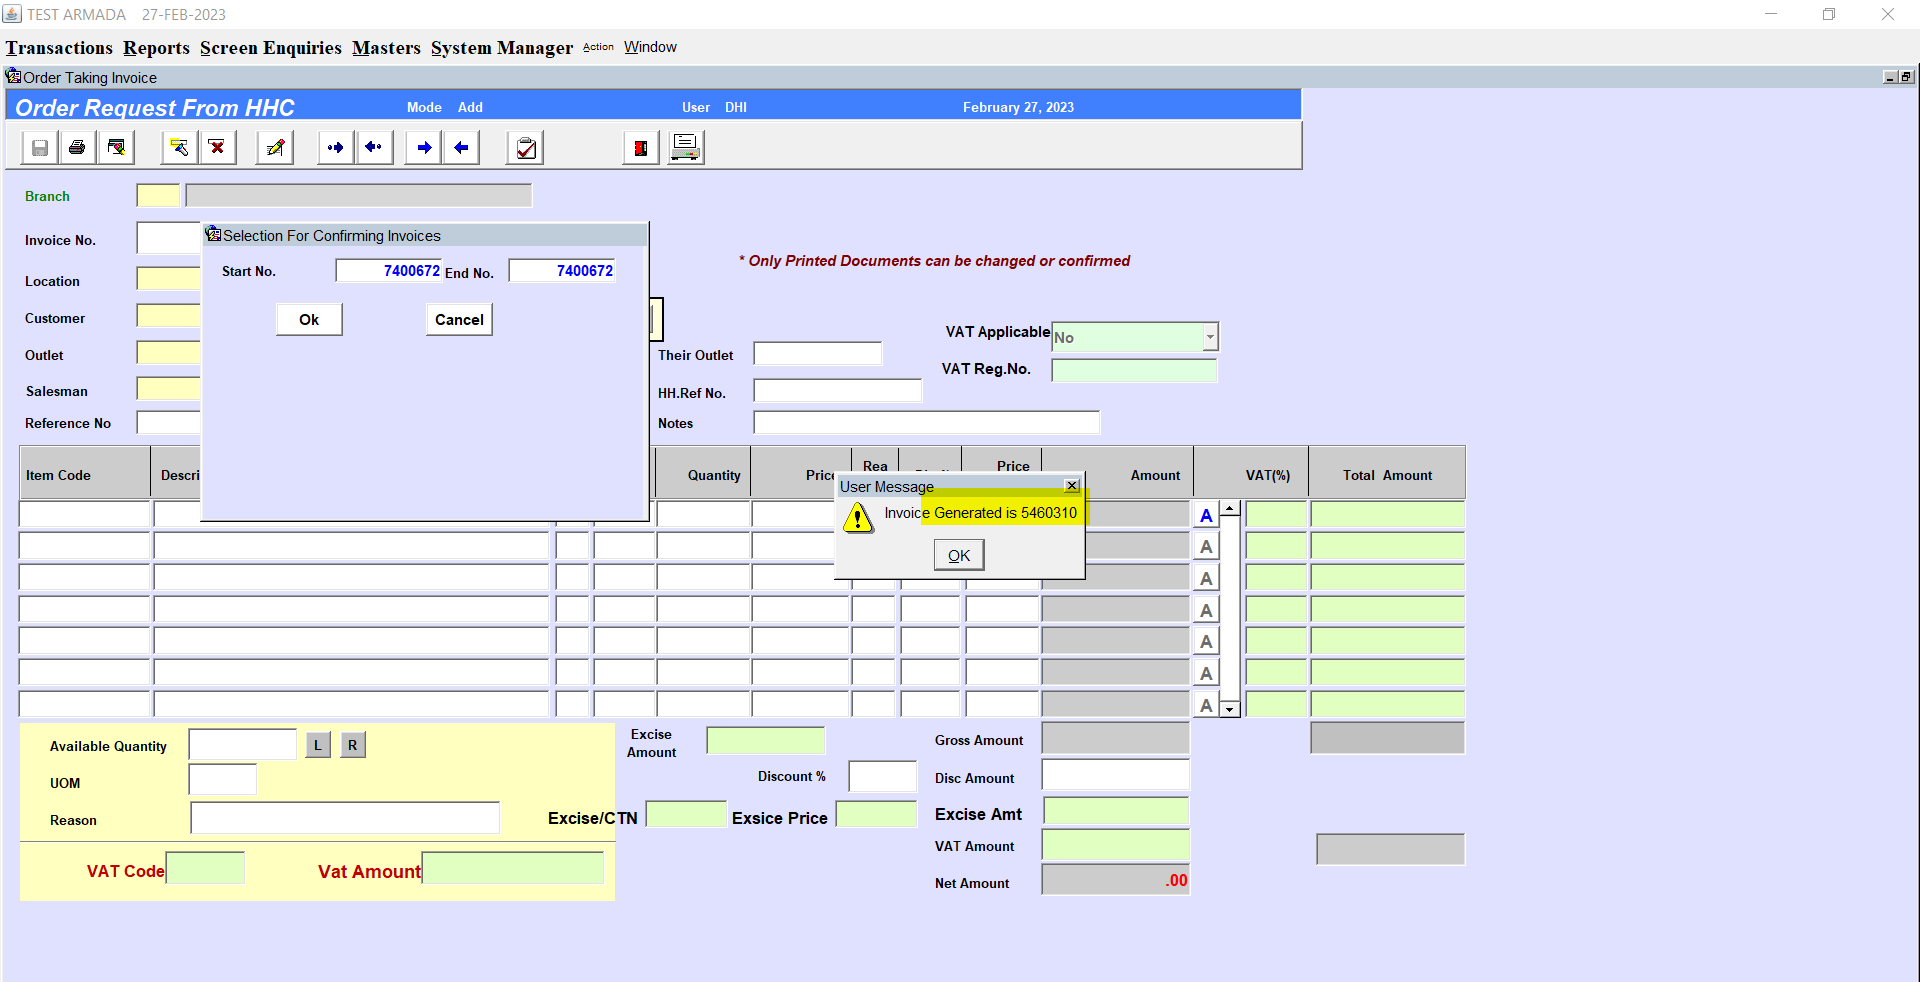 TEST ARMADA 27-FEB-2023
Transactions Reports Screen Enquiries Masters System Manager Action Window
Order Taking Invoice
Order Request From HHC Mode Add User DHI February 27, 2023
Branch
Invoice No.
Selection For Confirming Invoices
Start No. 7400672 End No. 7400672
Ok Cancel
* Only Printed Documents can be changed or confirmed
Location
Customer
VAT Applicable No
Outlet
Their Outlet
VAT Reg.No.
Salesman
HH.Ref No.
Reference No
Notes
Item Code Descri Quantity Price Rea Price Amount VAT(%) Total Amount
User Message
Invoice Generated is 5460310
OK
A
A
A
A
A
A
A
Available Quantity L R
UOM
Reason
Excise
Amount
Discount %
Excise/CTN Exsice Price
Gross Amount
Disc Amount
Excise Amt
VAT Amount
Net Amount .00
VAT Code Vat Amount